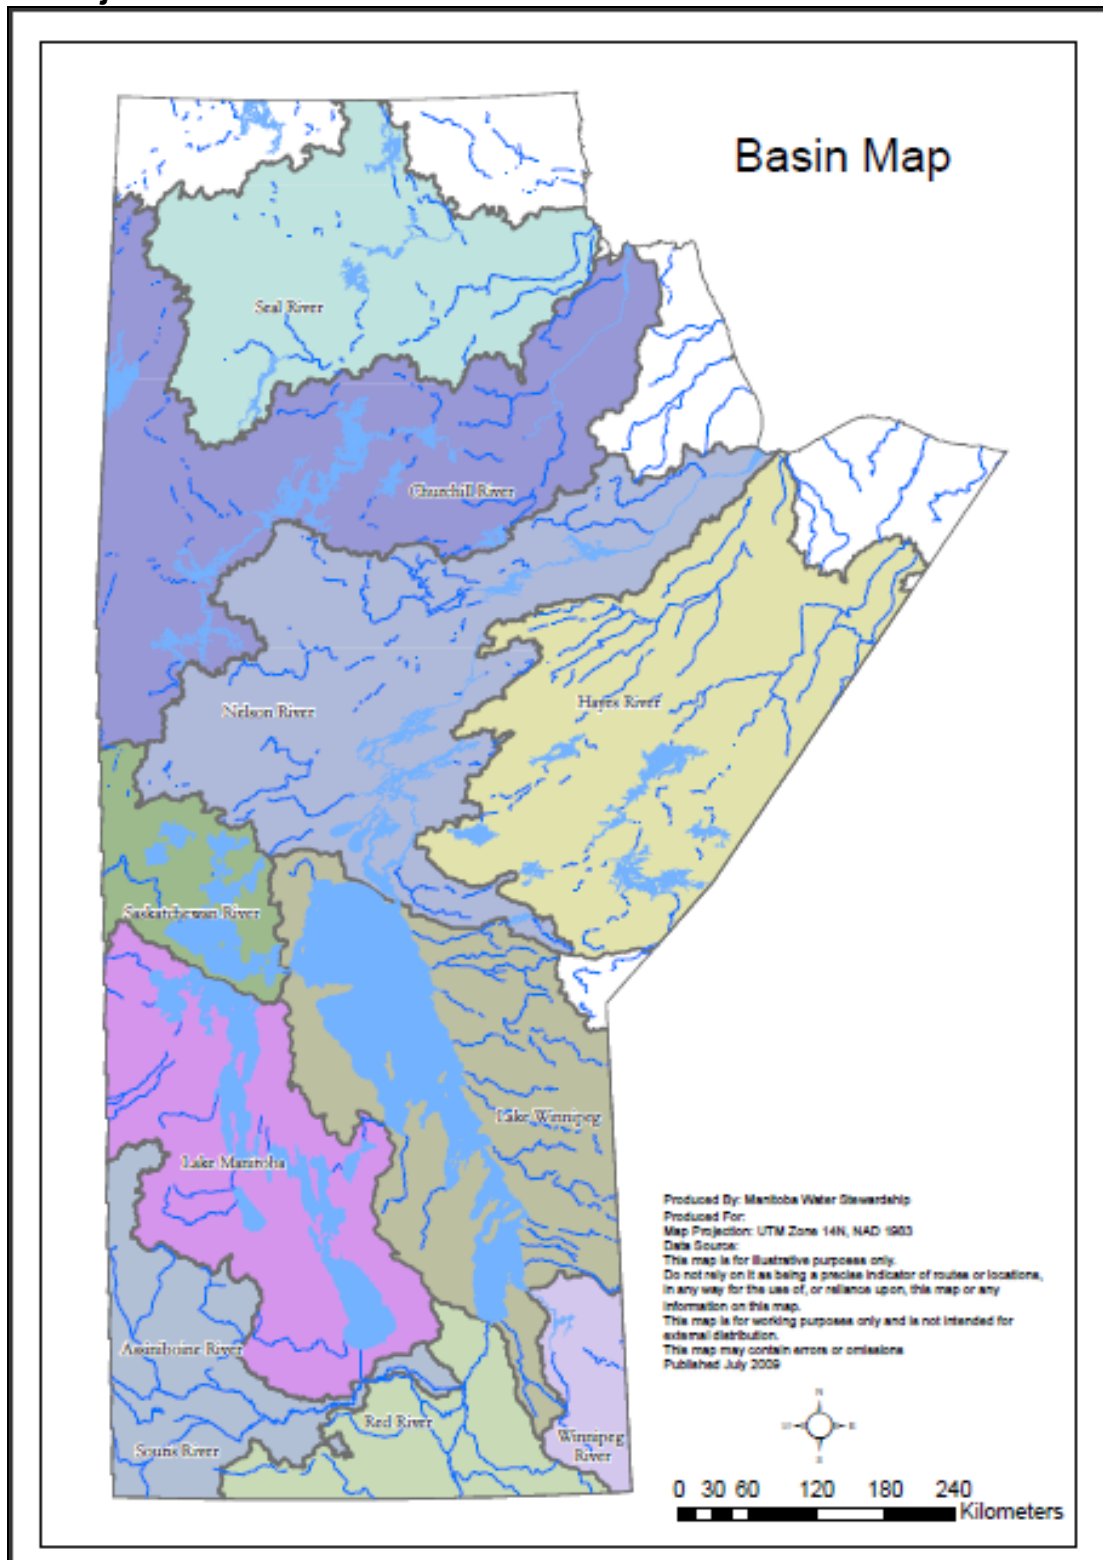 Basin Map
Seal River
Churchill River
Nelson River
Hayes River
Saskatchewan River
Lake Winnipeg
Lake Manitoba
Assiniboine River
Red River
Souris River
Winnipeg
River
Produced By: Manitoba Water Stewardship
Produced For:
Map Projection: UTM Zone 14N, NAD 1983
Data Source:
This map is for illustrative purposes only.
Do not rely on it as being a precise indicator of routes or locations,
in any way for the use of, or reliance upon, this map or any
information on this map.
This map is for working purposes only and is not intended for
external distribution.
This map may contain errors or omissions
Published July 2009
N
E
S
0 30 60 120 180 240
Kilometers